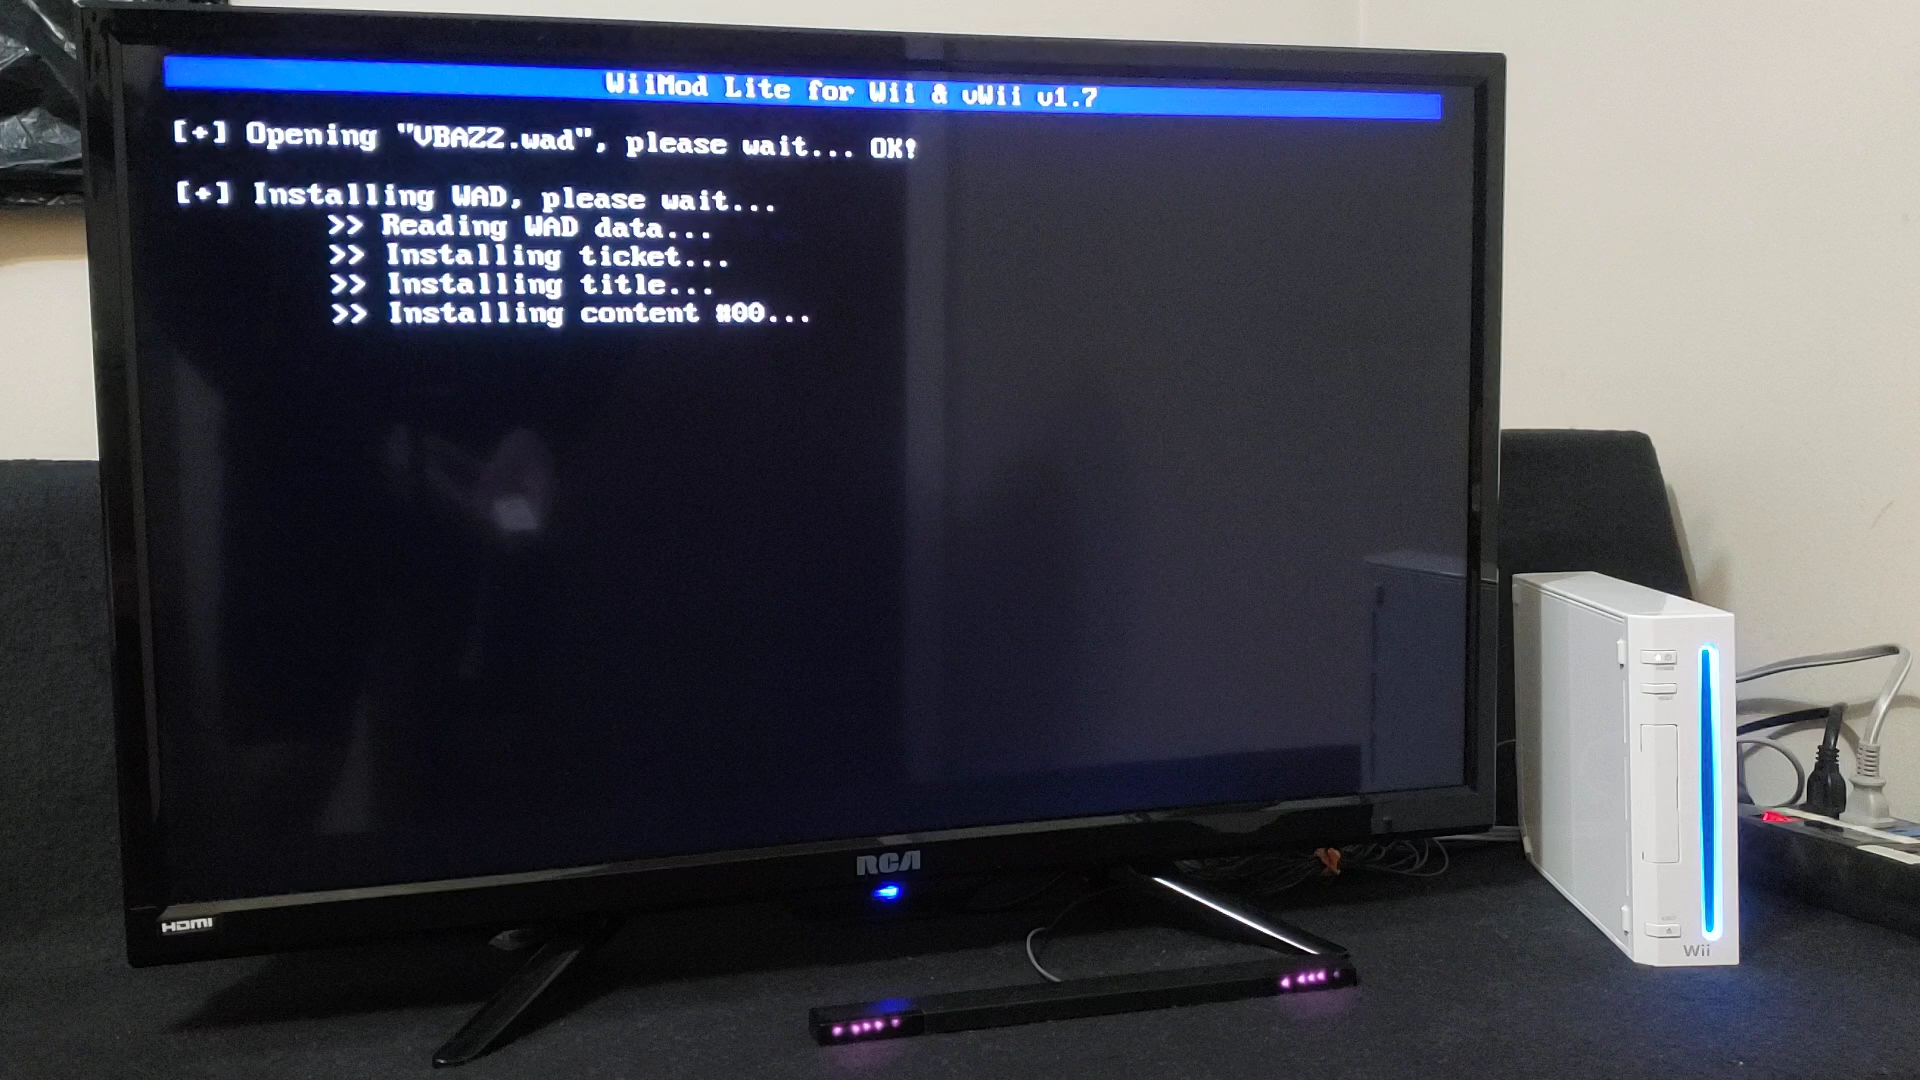 WiiMod Lite for Wii & vWii v1.7
[+] Opening "VBA22.wad", please wait... OK!
[+] Installing WAD, please wait...
>> Reading WAD data...
>> Installing ticket...
>> Installing title...
>> Installing content #00...
RCA
HDMI
Wii